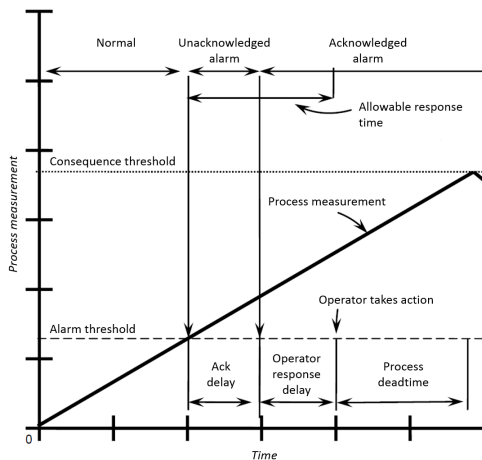 Normal
Unacknowledged
alarm
Acknowledged
alarm
Allowable response
time
Consequence threshold
Process measurement
Process measurement
Operator takes action
Alarm threshold
Ack
delay
Operator
response
delay
Process
deadtime
0
Time